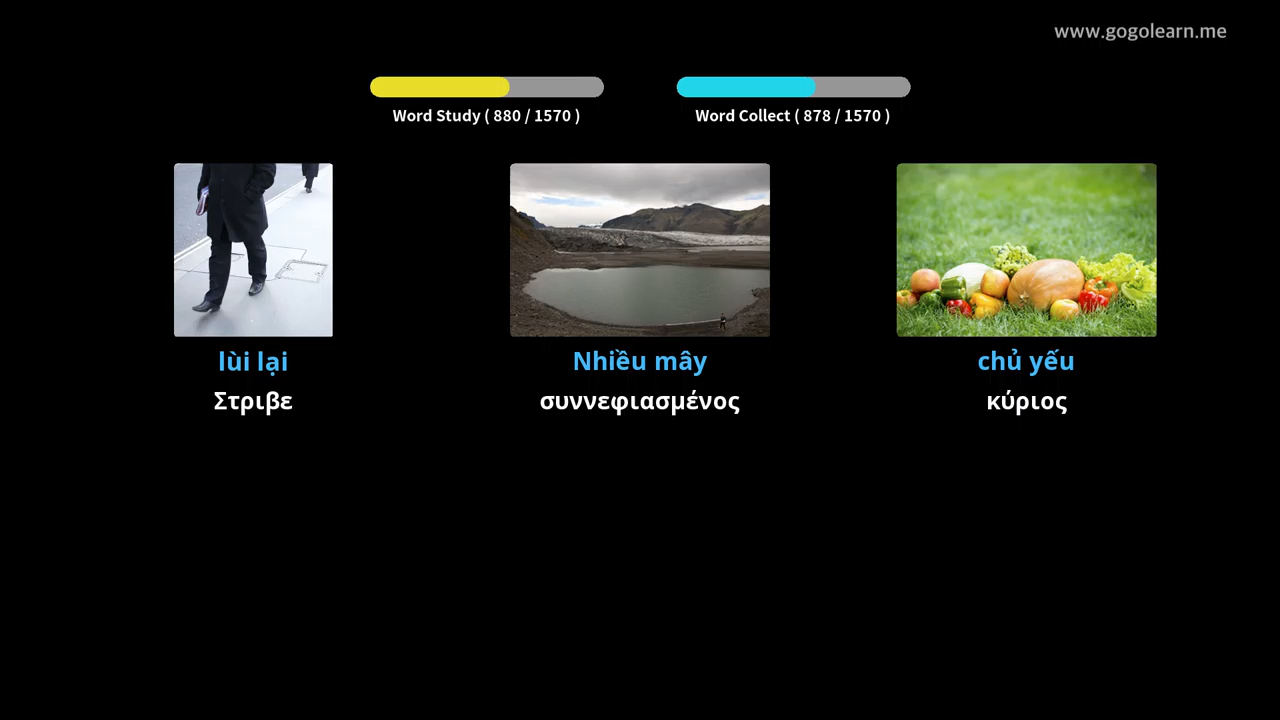 www.gogolearn.me
Word Study ( 880 / 1570 )
Word Collect ( 878 / 1570 )
lùi lại
Στριβε
Nhiều mây
συννεφιασμένος
chủ yếu
κύριος